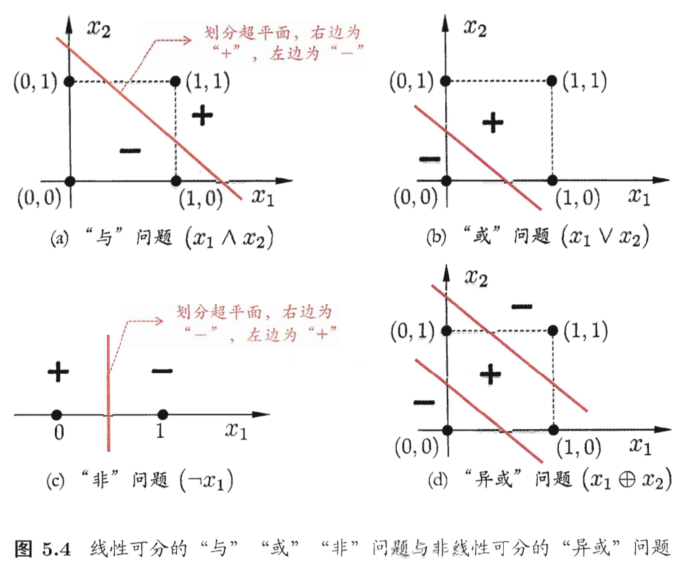 x₂
划分超平面，右边为
“+”，左边为“−”
(0, 1)
(1, 1)
+
−
(0, 0)
(1, 0)
x₁
(a) “与”问题 (x₁ ∧ x₂)
x₂
(0, 1)
(1, 1)
+
−
(0, 0)
(1, 0)
x₁
(b) “或”问题 (x₁ ∨ x₂)
划分超平面，右边为
“−”，左边为“+”
+
−
0
1
x₁
(c) “非”问题 (¬x₁)
x₂
−
(0, 1)
(1, 1)
+
−
(0, 0)
(1, 0)
x₁
(d) “异或”问题 (x₁ ⊕ x₂)
图 5.4 线性可分的“与”“或”“非”问题与非线性可分的“异或”问题